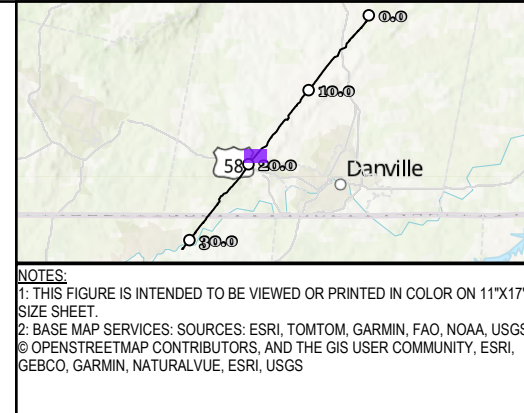 0.0
10.0
58
20.0
Danville
30.0
NOTES:
1: THIS FIGURE IS INTENDED TO BE VIEWED OR PRINTED IN COLOR ON 11"X17"
SIZE SHEET.
2: BASE MAP SERVICES: SOURCES: ESRI, TOMTOM, GARMIN, FAO, NOAA, USGS,
© OPENSTREETMAP CONTRIBUTORS, AND THE GIS USER COMMUNITY, ESRI,
GEBCO, GARMIN, NATURALVUE, ESRI, USGS